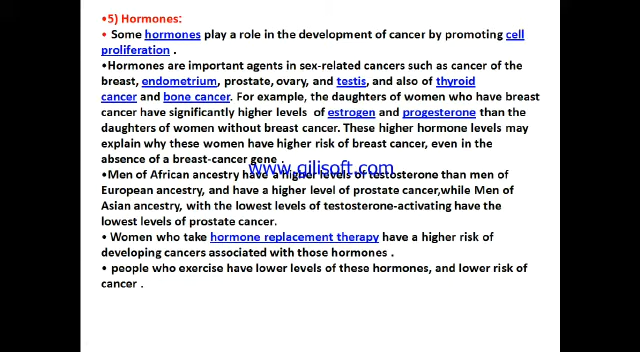 •5) Hormones:
• Some hormones play a role in the development of cancer by promoting cell
proliferation .
•Hormones are important agents in sex-related cancers such as cancer of the
breast, endometrium, prostate, ovary, and testis, and also of thyroid
cancer and bone cancer. For example, the daughters of women who have breast
cancer have significantly higher levels of estrogen and progesterone than the
daughters of women without breast cancer. These higher hormone levels may
explain why these women have higher risk of breast cancer, even in the
absence of a breast-cancer gene .
www.gilisoft.com
•Men of African ancestry have a higher levels of testosterone than men of
European ancestry, and have a higher level of prostate cancer,while Men of
Asian ancestry, with the lowest levels of testosterone-activating have the
lowest levels of prostate cancer.
• Women who take hormone replacement therapy have a higher risk of
developing cancers associated with those hormones .
• people who exercise have lower levels of these hormones, and lower risk of
cancer .